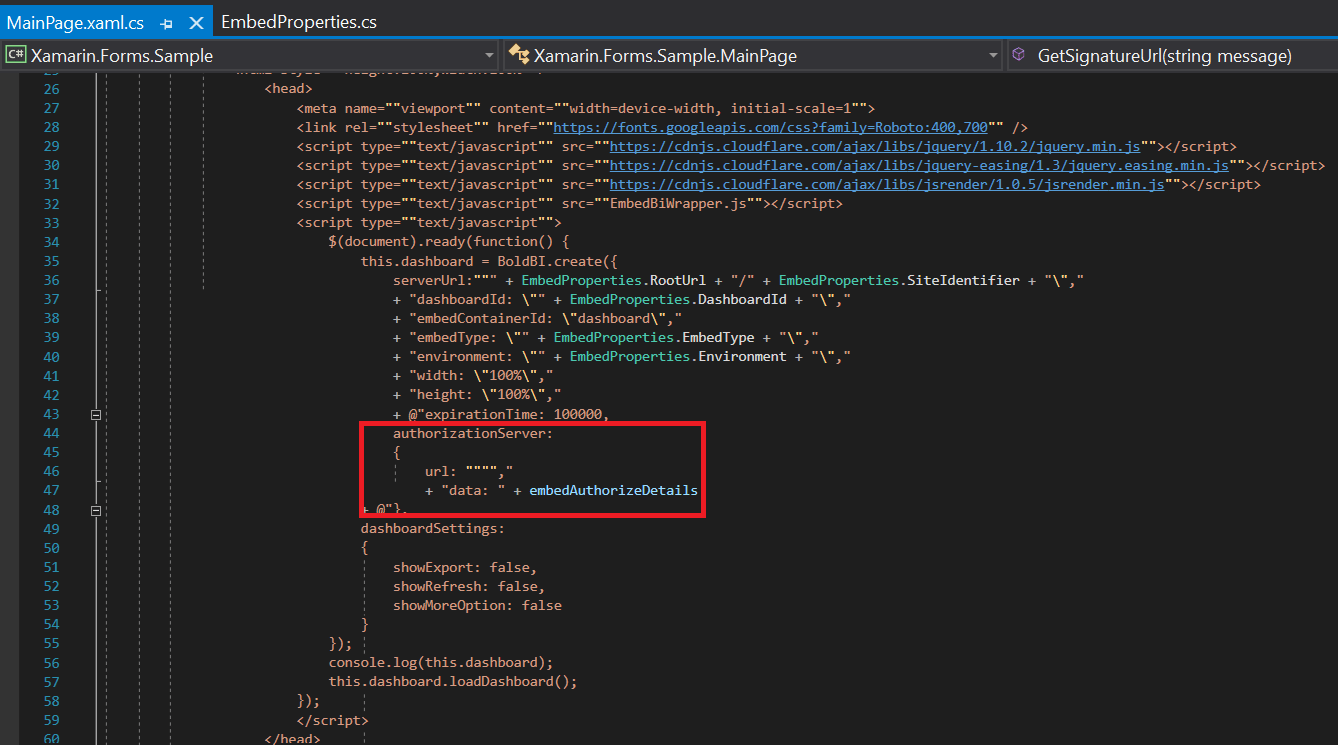 MainPage.xaml.cs
EmbedProperties.cs
C# Xamarin.Forms.Sample
Xamarin.Forms.Sample.MainPage
GetSignatureUrl(string message)
26 <head>
27 <meta name=""viewport"" content=""width=device-width, initial-scale=1"">
28 <link rel=""stylesheet"" href=""https://fonts.googleapis.com/css?family=Roboto:400,700"" />
29 <script type=""text/javascript"" src=""https://cdnjs.cloudflare.com/ajax/libs/jquery/1.10.2/jquery.min.js""></script>
30 <script type=""text/javascript"" src=""https://cdnjs.cloudflare.com/ajax/libs/jquery-easing/1.3/jquery.easing.min.js""></script>
31 <script type=""text/javascript"" src=""https://cdnjs.cloudflare.com/ajax/libs/jsrender/1.0.5/jsrender.min.js""></script>
32 <script type=""text/javascript"" src=""EmbedBiWrapper.js""></script>
33 <script type=""text/javascript"">
34 $(document).ready(function() {
35 this.dashboard = BoldBI.create({
36 serverUrl:""" + EmbedProperties.RootUrl + "/" + EmbedProperties.SiteIdentifier + "\","
37 + "dashboardId: \"" + EmbedProperties.DashboardId + "\","
38 + "embedContainerId: \"dashboard\","
39 + "embedType: \"" + EmbedProperties.EmbedType + "\","
40 + "environment: \"" + EmbedProperties.Environment + "\","
41 + "width: \"100%\","
42 + "height: \"100%\","
43 + @"expirationTime: 100000,
44 authorizationServer:
45 {
46 url: """","
47 + "data: " + embedAuthorizeDetails
48 + @"},
49 dashboardSettings:
50 {
51 showExport: false,
52 showRefresh: false,
53 showMoreOption: false
54 }
55 });
56 console.log(this.dashboard);
57 this.dashboard.loadDashboard();
58 });
59 </script>
60 </head>